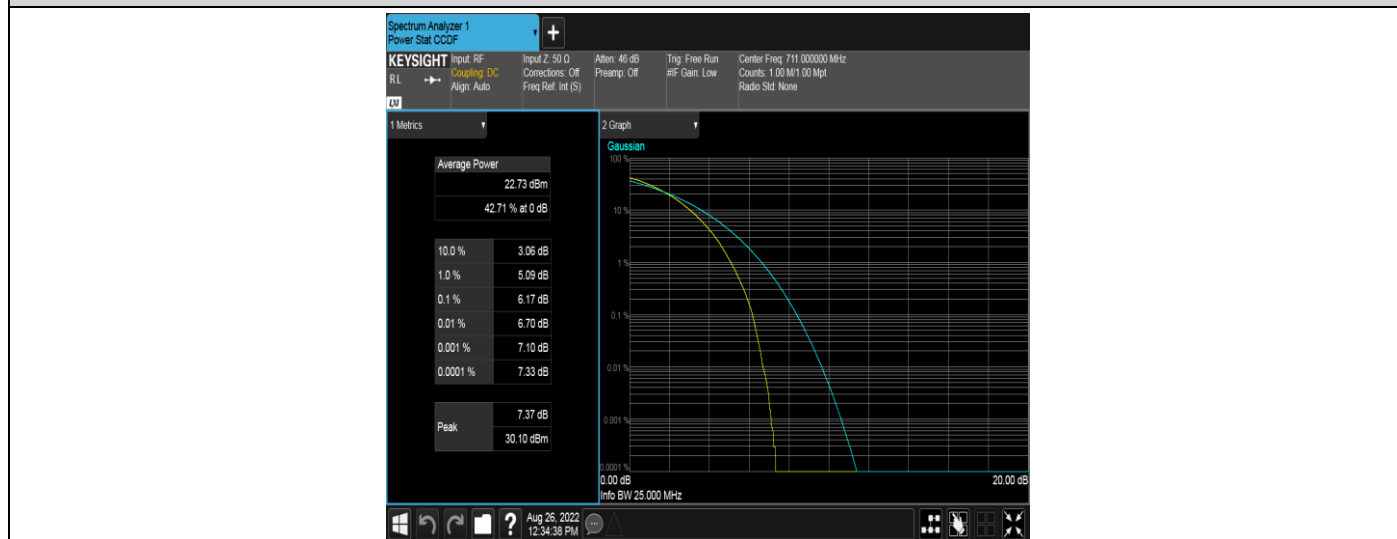 Spectrum Analyzer 1
Power Stat CCDF
+
KEYSIGHT
RL
LXI
Input: RF
Coupling: DC
Align: Auto
Input Z: 50 Ω
Corrections: Off
Freq Ref: Int (S)
Atten: 46 dB
Preamp: Off
Trig: Free Run
#IF Gain: Low
Center Freq: 711.000000 MHz
Counts: 1.00 M/1.00 Mpt
Radio Std: None
1 Metrics
Average Power
22.73 dBm
42.71 % at 0 dB
10.0 % 3.06 dB
1.0 % 5.09 dB
0.1 % 6.17 dB
0.01 % 6.70 dB
0.001 % 7.10 dB
0.0001 % 7.33 dB
Peak 7.37 dB
30.10 dBm
2 Graph
Gaussian
100 %
10 %
1 %
0.1 %
0.01 %
0.001 %
0.0001 %
0.00 dB
20.00 dB
Info BW 25.000 MHz
?
Aug 26, 2022
12:34:38 PM